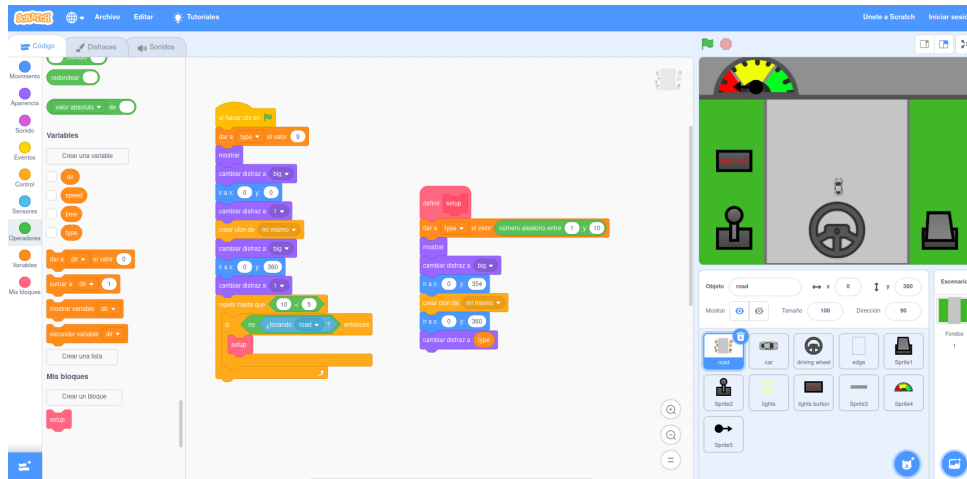 SCRATCH Archivo Editar Tutoriales Únete a Scratch Iniciar sesió
Código Disfraces Sonidos
Movimiento
Apariencia
Sonido
Eventos
Control
Sensores
Operadores
Variables
Mis bloques
redondear
valor absoluto de
Variables
Crear una variable
dir
speed
time
type
dar a dir el valor 0
sumar a dir 1
mostrar variable dir
esconder variable dir
Crear una lista
Mis bloques
Crear un bloque
setup
al hacer clic en
dar a type el valor 9
mostrar
cambiar disfraz a big
ir a x: 0 y: 0
cambiar disfraz a 1
crear clon de mí mismo
cambiar disfraz a big
ir a x: 0 y: 360
cambiar disfraz a 1
repetir hasta que 10 < 5
si no ¿tocando road ? entonces
setup
definir setup
dar a type el valor número aleatorio entre 1 y 10
mostrar
cambiar disfraz a big
ir a x: 0 y: 354
crear clon de mí mismo
ir a x: 0 y: 360
cambiar disfraz a type
Objeto road x 0 y 360
Mostrar Tamaño 100 Dirección 90
road car driving wheel edge Sprite1
Sprite2 lights lights button Sprite3 Sprite4
Sprite5
Escenario
Fondos
1